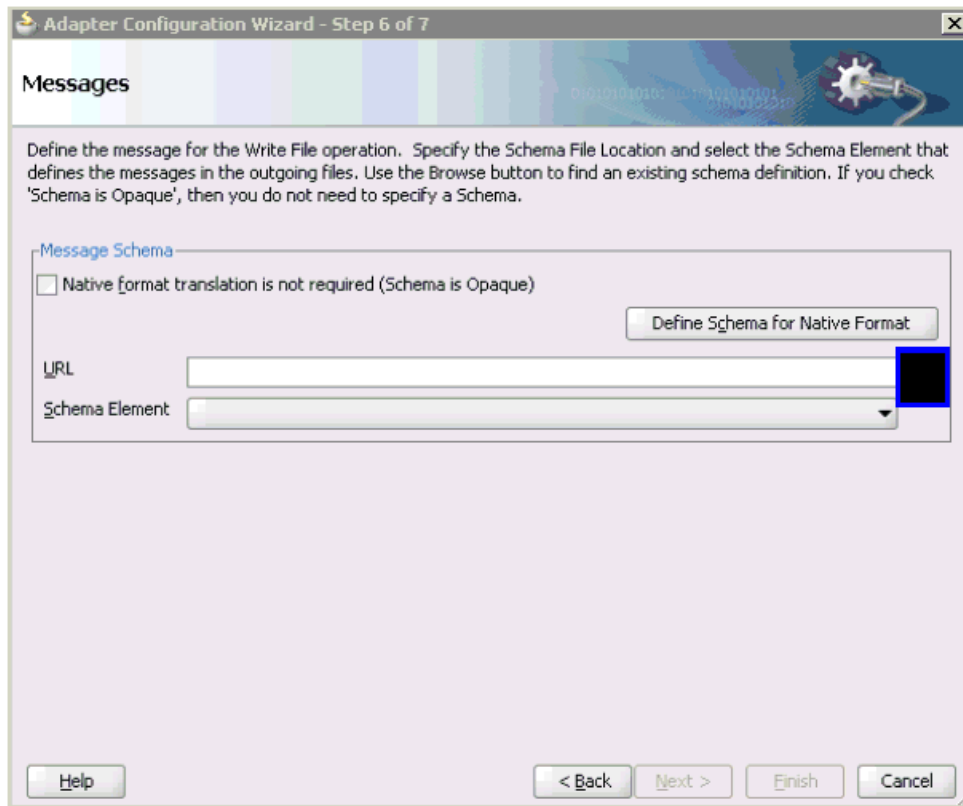 Adapter Configuration Wizard - Step 6 of 7
Messages
Define the message for the Write File operation. Specify the Schema File Location and select the Schema Element that
defines the messages in the outgoing files. Use the Browse button to find an existing schema definition. If you check
'Schema is Opaque', then you do not need to specify a Schema.
Message Schema
Native format translation is not required (Schema is Opaque)
Define Schema for Native Format
URL
Schema Element
Help
< Back
Next >
Finish
Cancel